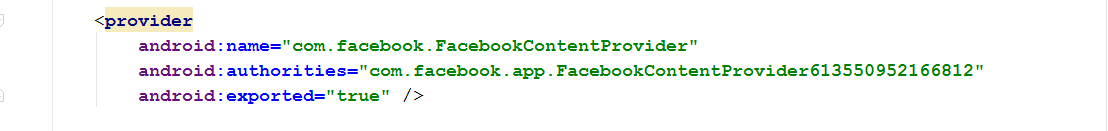 <provider
android:name="com.facebook.FacebookContentProvider"
android:authorities="com.facebook.app.FacebookContentProvider613550952166812"
android:exported="true" />